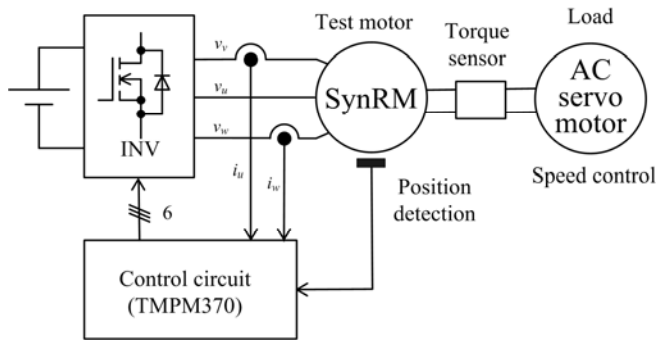 Test motor
Torque
sensor
Load
v_v
v_u
v_w
SynRM
AC
servo
motor
INV
i_u
i_w
Speed control
Position
detection
6
Control circuit
(TMPM370)